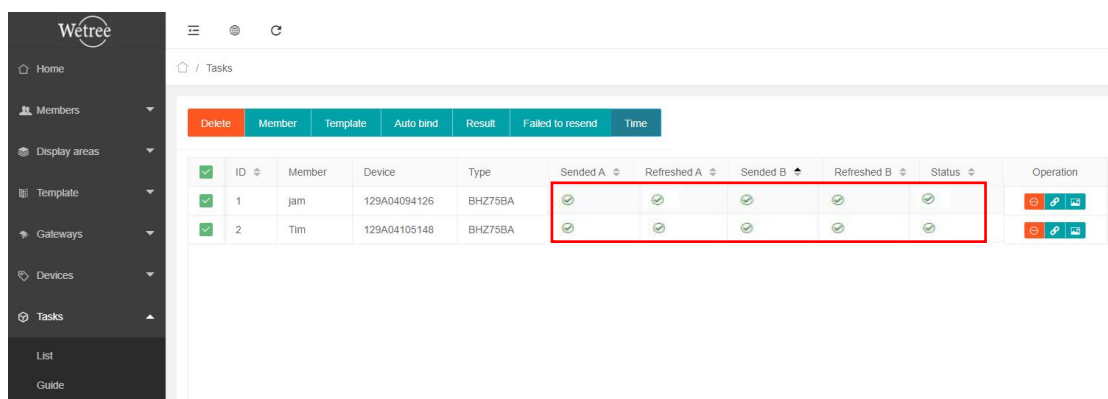 Wetree
Home
/ Tasks
Members
Delete Member Template Auto bind Result Failed to resend Time
Display areas
ID Member Device Type Sended A Refreshed A Sended B Refreshed B Status Operation
Template
1 jam 129A04094126 BHZ75BA
2 Tim 129A04105148 BHZ75BA
Gateways
Devices
Tasks
List
Guide